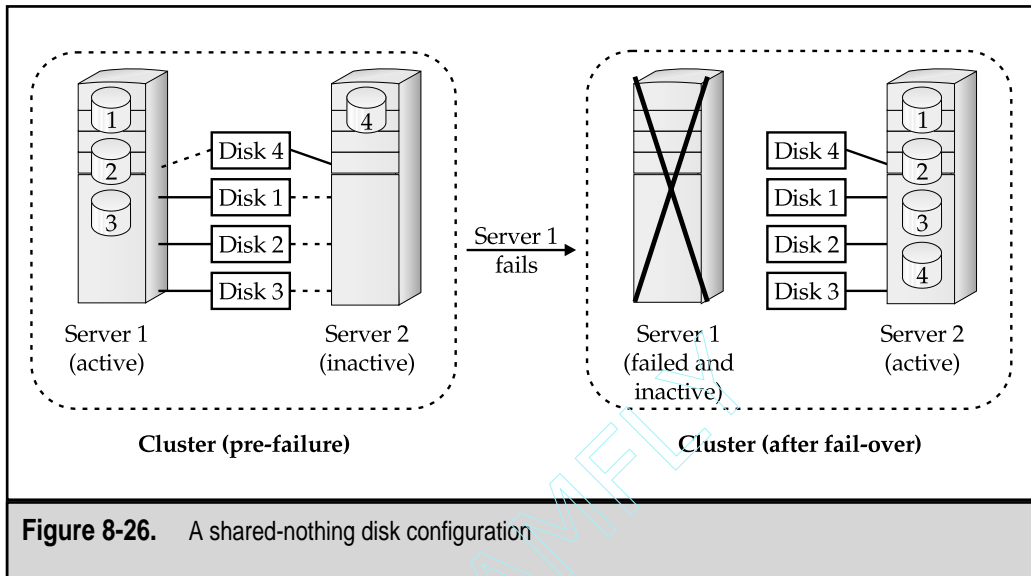 1
2
3
Disk 4
Disk 1
Disk 2
Disk 3
4
Server 1
(active)
Server 2
(inactive)
Cluster (pre-failure)
Server 1
fails
Server 1
(failed and
inactive)
Disk 4
Disk 1
Disk 2
Disk 3
1
2
3
4
Server 2
(active)
Cluster (after fail-over)
AMFLY
Figure 8-26. A shared-nothing disk configuration